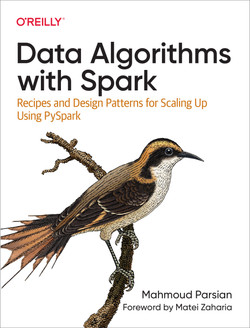 O'REILLY®
Data Algorithms
with Spark
Recipes and Design Patterns for Scaling Up
Using PySpark
Mahmoud Parsian
Foreword by Matei Zaharia